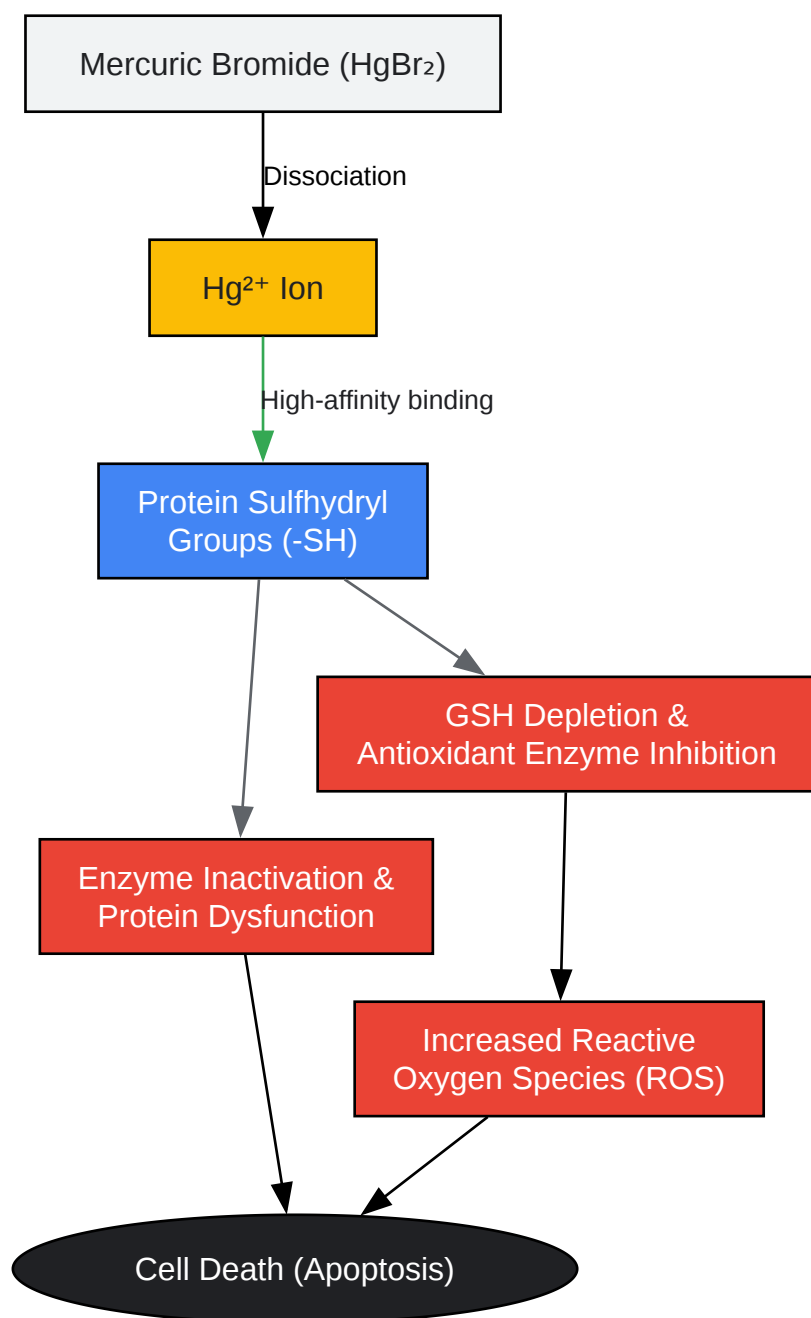 Mercuric Bromide (HgBr₂)
Dissociation
Hg²⁺ Ion
High-affinity binding
Protein Sulfhydryl
Groups (-SH)
GSH Depletion &
Antioxidant Enzyme Inhibition
Enzyme Inactivation &
Protein Dysfunction
Increased Reactive
Oxygen Species (ROS)
Cell Death (Apoptosis)